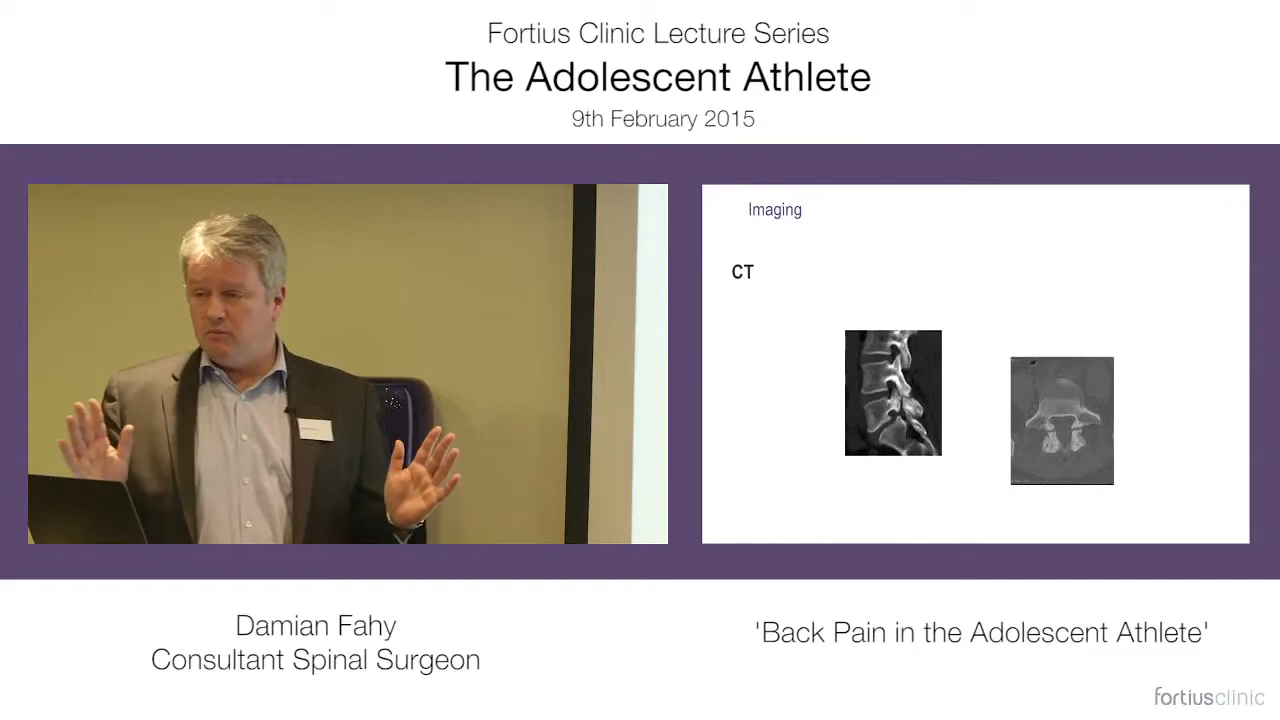 Fortius Clinic Lecture Series
The Adolescent Athlete
9th February 2015
Imaging
CT
Damian Fahy
Consultant Spinal Surgeon
'Back Pain in the Adolescent Athlete'
fortiusclinic